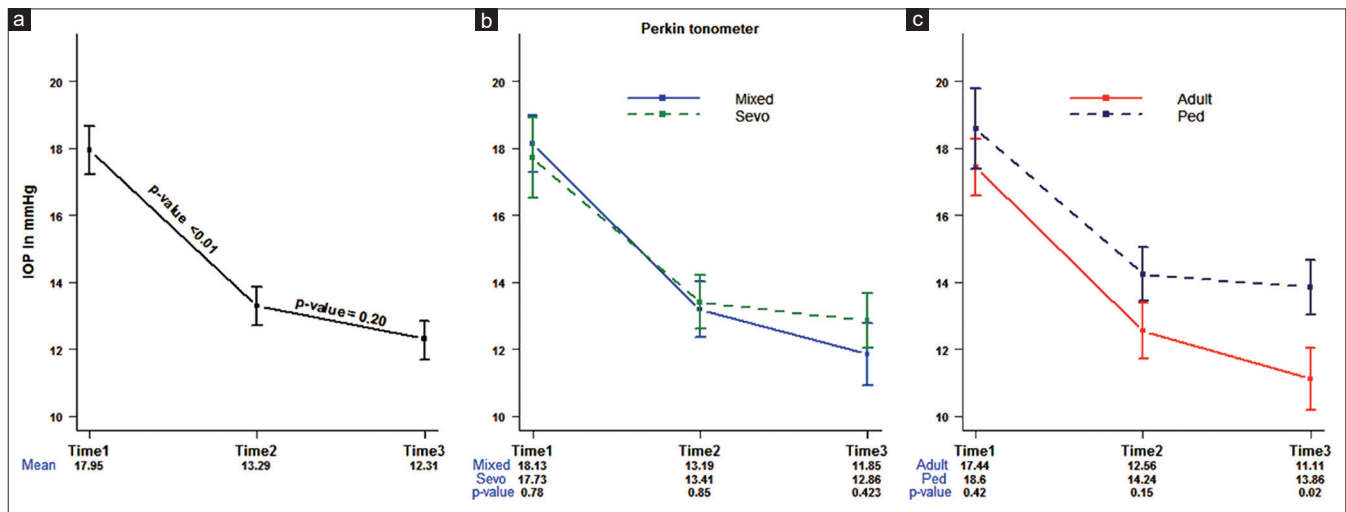 a
IOP in mmHg
20
18
16
14
12
10
p-value <0.01
p-value= 0.20
Time1 Time2 Time3
Mean 17.95 13.29 12.31
b
Perkin tonometer
Mixed
Sevo
20
18
16
14
12
10
Time1 Time2 Time3
Mixed 18.13 13.19 11.85
Sevo 17.73 13.41 12.86
p-value 0.78 0.85 0.423
c
Adult
Ped
20
18
16
14
12
10
Time1 Time2 Time3
Adult 17.44 12.56 11.11
Ped 18.6 14.24 13.86
p-value 0.42 0.15 0.02